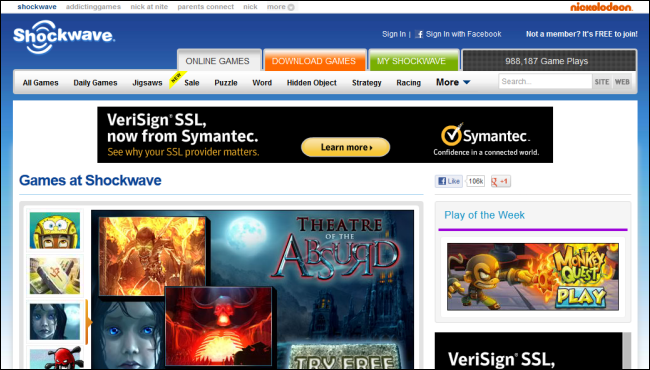 shockwave addictinggames nick at nite parents connect nick more nickelodeon
Shockwave
Sign In | Sign In with Facebook Not a member? It's FREE to join!
ONLINE GAMES DOWNLOAD GAMES MY SHOCKWAVE 988,187 Game Plays
All Games Daily Games Jigsaws NEW Sale Puzzle Word Hidden Object Strategy Racing More Search... SITE WEB
VeriSign® SSL,
now from Symantec.
See why your SSL provider matters.
Learn more
Symantec.
Confidence in a connected world.
Games at Shockwave
Like 106k +1
THEATRE
OF THE
ABSURD
TRY FREE
Play of the Week
MONKEY
QUEST
PLAY
VeriSign® SSL,